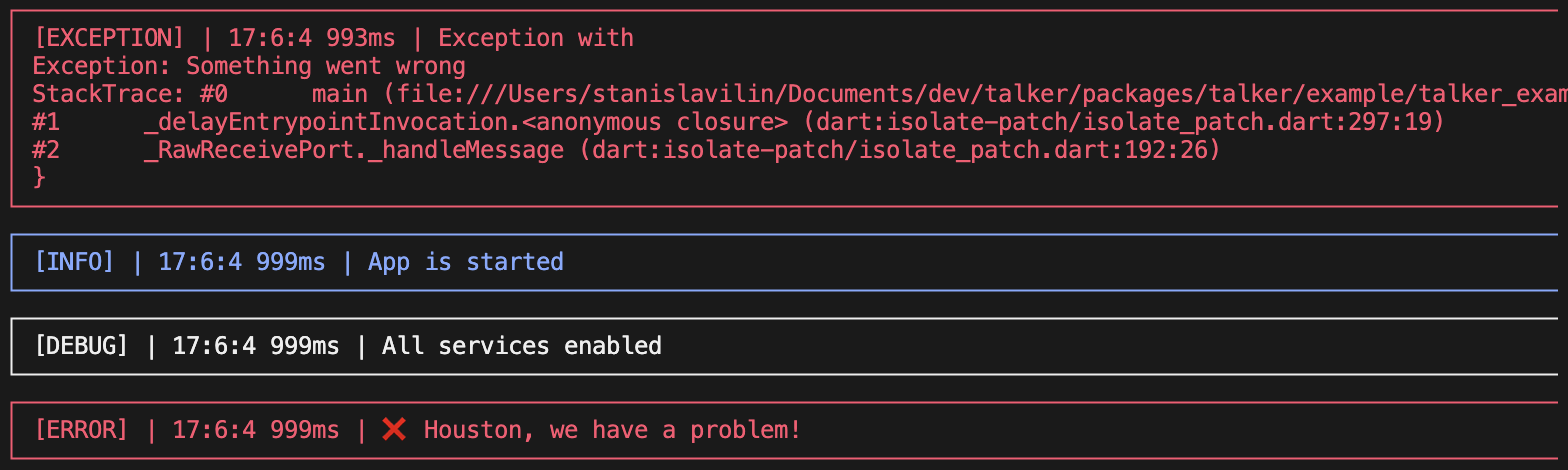 [EXCEPTION] | 17:6:4 993ms | Exception with
Exception: Something went wrong
StackTrace: #0      main (file:///Users/stanislavilin/Documents/dev/talker/packages/talker/example/talker_exam
#1      _delayEntrypointInvocation.<anonymous closure> (dart:isolate-patch/isolate_patch.dart:297:19)
#2      _RawReceivePort._handleMessage (dart:isolate-patch/isolate_patch.dart:192:26)
}
[INFO] | 17:6:4 999ms | App is started
[DEBUG] | 17:6:4 999ms | All services enabled
[ERROR] | 17:6:4 999ms | ❌ Houston, we have a problem!